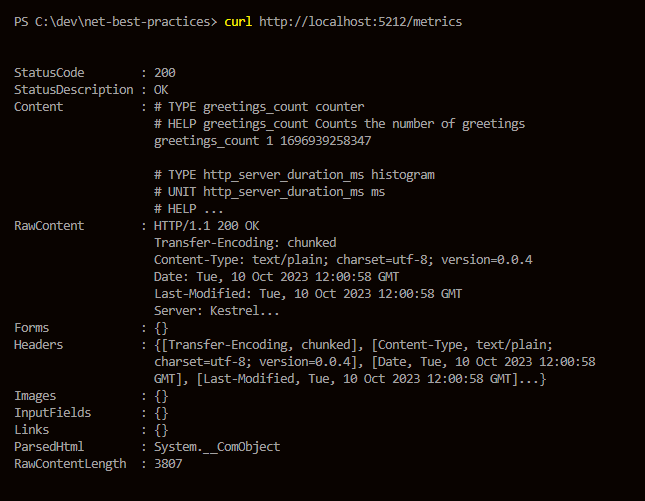 PS C:\dev\net-best-practices> curl http://localhost:5212/metrics
StatusCode        : 200
StatusDescription : OK
Content           : # TYPE greetings_count counter
                    # HELP greetings_count Counts the number of greetings
                    greetings_count 1 1696939258347
                    # TYPE http_server_duration_ms histogram
                    # UNIT http_server_duration_ms ms
                    # HELP ...
RawContent        : HTTP/1.1 200 OK
                    Transfer-Encoding: chunked
                    Content-Type: text/plain; charset=utf-8; version=0.0.4
                    Date: Tue, 10 Oct 2023 12:00:58 GMT
                    Last-Modified: Tue, 10 Oct 2023 12:00:58 GMT
                    Server: Kestrel...
Forms             : {}
Headers           : {[Transfer-Encoding, chunked], [Content-Type, text/plain;
                    charset=utf-8; version=0.0.4], [Date, Tue, 10 Oct 2023 12:00:58
                    GMT], [Last-Modified, Tue, 10 Oct 2023 12:00:58 GMT]...}
Images            : {}
InputFields       : {}
Links             : {}
ParsedHtml        : System.__ComObject
RawContentLength  : 3807